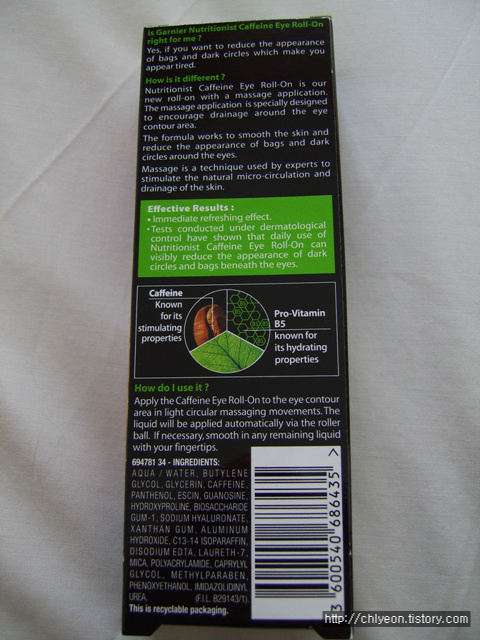 Is Garnier Nutritionist Caffeine Eye Roll-On
right for me ?
Yes, if you want to reduce the appearance
of bags and dark circles which make you
appear tired.
How is it different ?
Nutritionist Caffeine Eye Roll-On is our
new roll-on with a massage application.
The massage application is specially designed
to encourage drainage around the eye
contour area.
The formula works to smooth the skin and
reduce the appearance of bags and dark
circles around the eyes.
Massage is a technique used by experts to
stimulate the natural micro-circulation and
drainage of the skin.
Effective Results :
• Immediate refreshing effect.
• Tests conducted under dermatological
control have shown that daily use of
Nutritionist Caffeine Eye Roll-On can
visibly reduce the appearance of dark
circles and bags beneath the eyes.
Caffeine
Known
for its
stimulating
properties
Pro-Vitamin
B5
known for
its hydrating
properties
How do I use it ?
Apply the Caffeine Eye Roll-On to the eye contour
area in light circular massaging movements. The
liquid will be applied automatically via the roller
ball. If necessary, smooth in any remaining liquid
with your fingertips.
694781 34 - INGREDIENTS:
AQUA / WATER, BUTYLENE
GLYCOL, GLYCERIN, CAFFEINE,
PANTHENOL, ESCIN, GUANOSINE,
HYDROXYPROLINE, BIOSACCHARIDE
GUM-1, SODIUM HYALURONATE,
XANTHAN GUM, ALUMINUM
HYDROXIDE, C13-14 ISOPARAFFIN,
DISODIUM EDTA, LAURETH-7,
MICA, POLYACRYLAMIDE, CAPRYLYL
GLYCOL, METHYLPARABEN,
PHENOXYETHANOL, IMIDAZOLIDINYL
UREA. (F.I.L. B29143/1).
This is recyclable packaging.
3 600540 686435 >
http://chlyeon.tistory.com